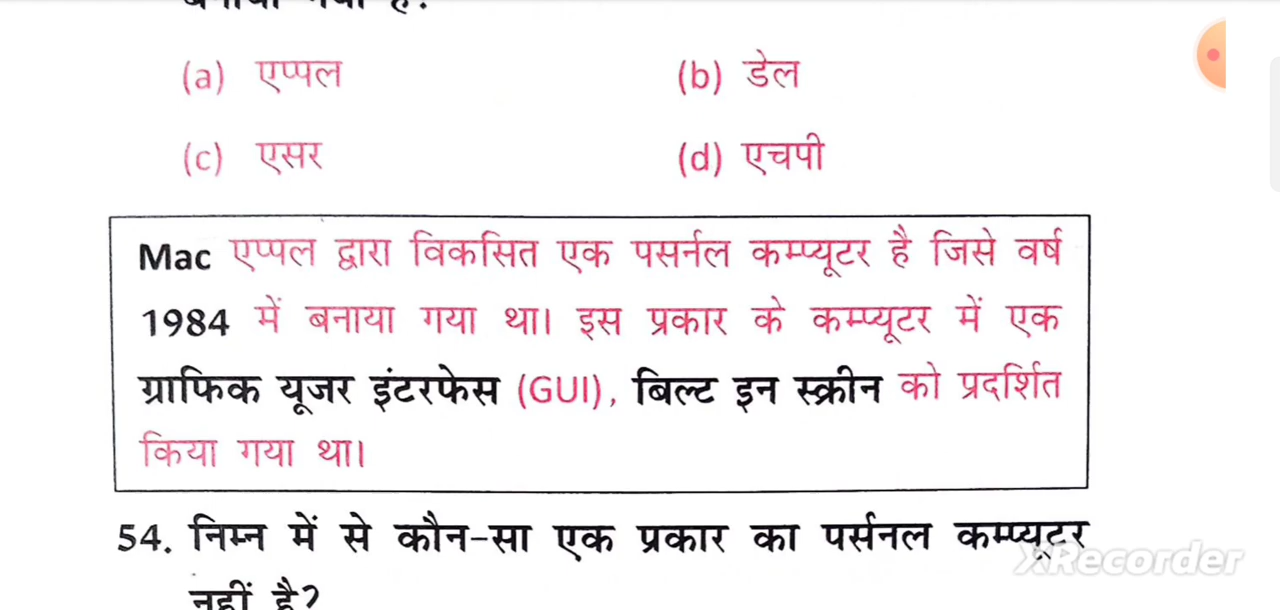 (a) एप्पल (b) डेल
(c) एसर (d) एचपी
Mac एप्पल द्वारा विकसित एक पसर्नल कम्प्यूटर है जिसे वर्ष
1984 में बनाया गया था। इस प्रकार के कम्प्यूटर में एक
ग्राफिक यूजर इंटरफेस (GUI), बिल्ट इन स्क्रीन को प्रदर्शित
किया गया था।
54. निम्न में से कौन-सा एक प्रकार का पर्सनल कम्प्यूटर
नहीं है?
XRecorder